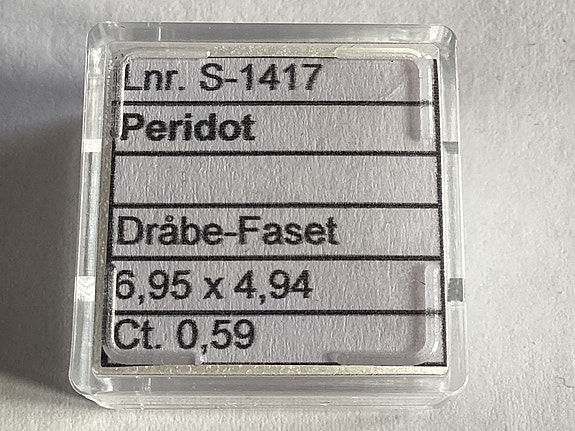 Lnr. S-1417
Peridot
Dråbe-Faset
6,95 x 4,94
Ct. 0,59